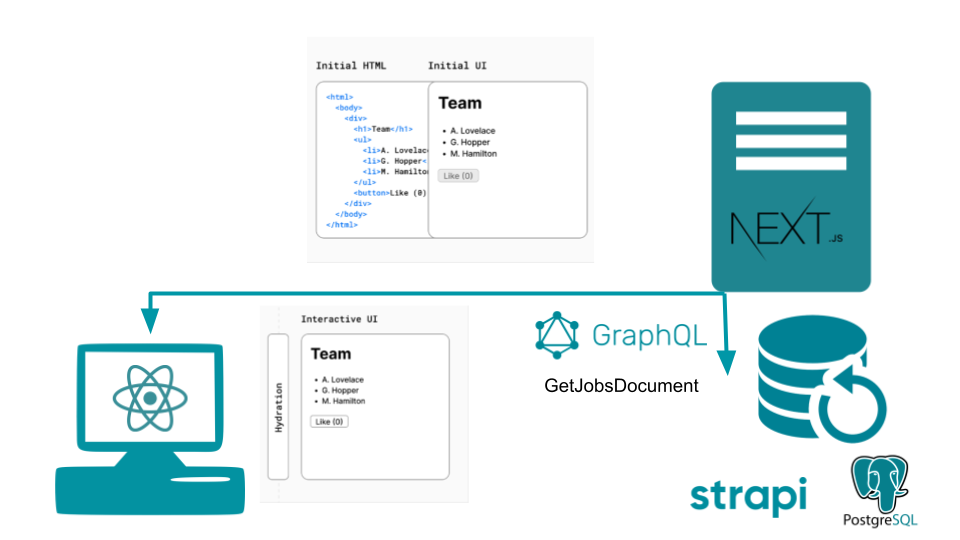 Initial HTML
Initial UI
<html>
<body>
<div>
<h1>Team</h1>
<ul>
<li>A. Lovelac
<li>G. Hopper<
<li>M. Hamilto
</ul>
<button>Like (0)
</div>
</body>
</html>
Team
• A. Lovelace
• G. Hopper
• M. Hamilton
Like (0)
NEXT.JS
Interactive UI
Hydration
Team
• A. Lovelace
• G. Hopper
• M. Hamilton
Like (0)
GraphQL
GetJobsDocument
strapi
PostgreSQL